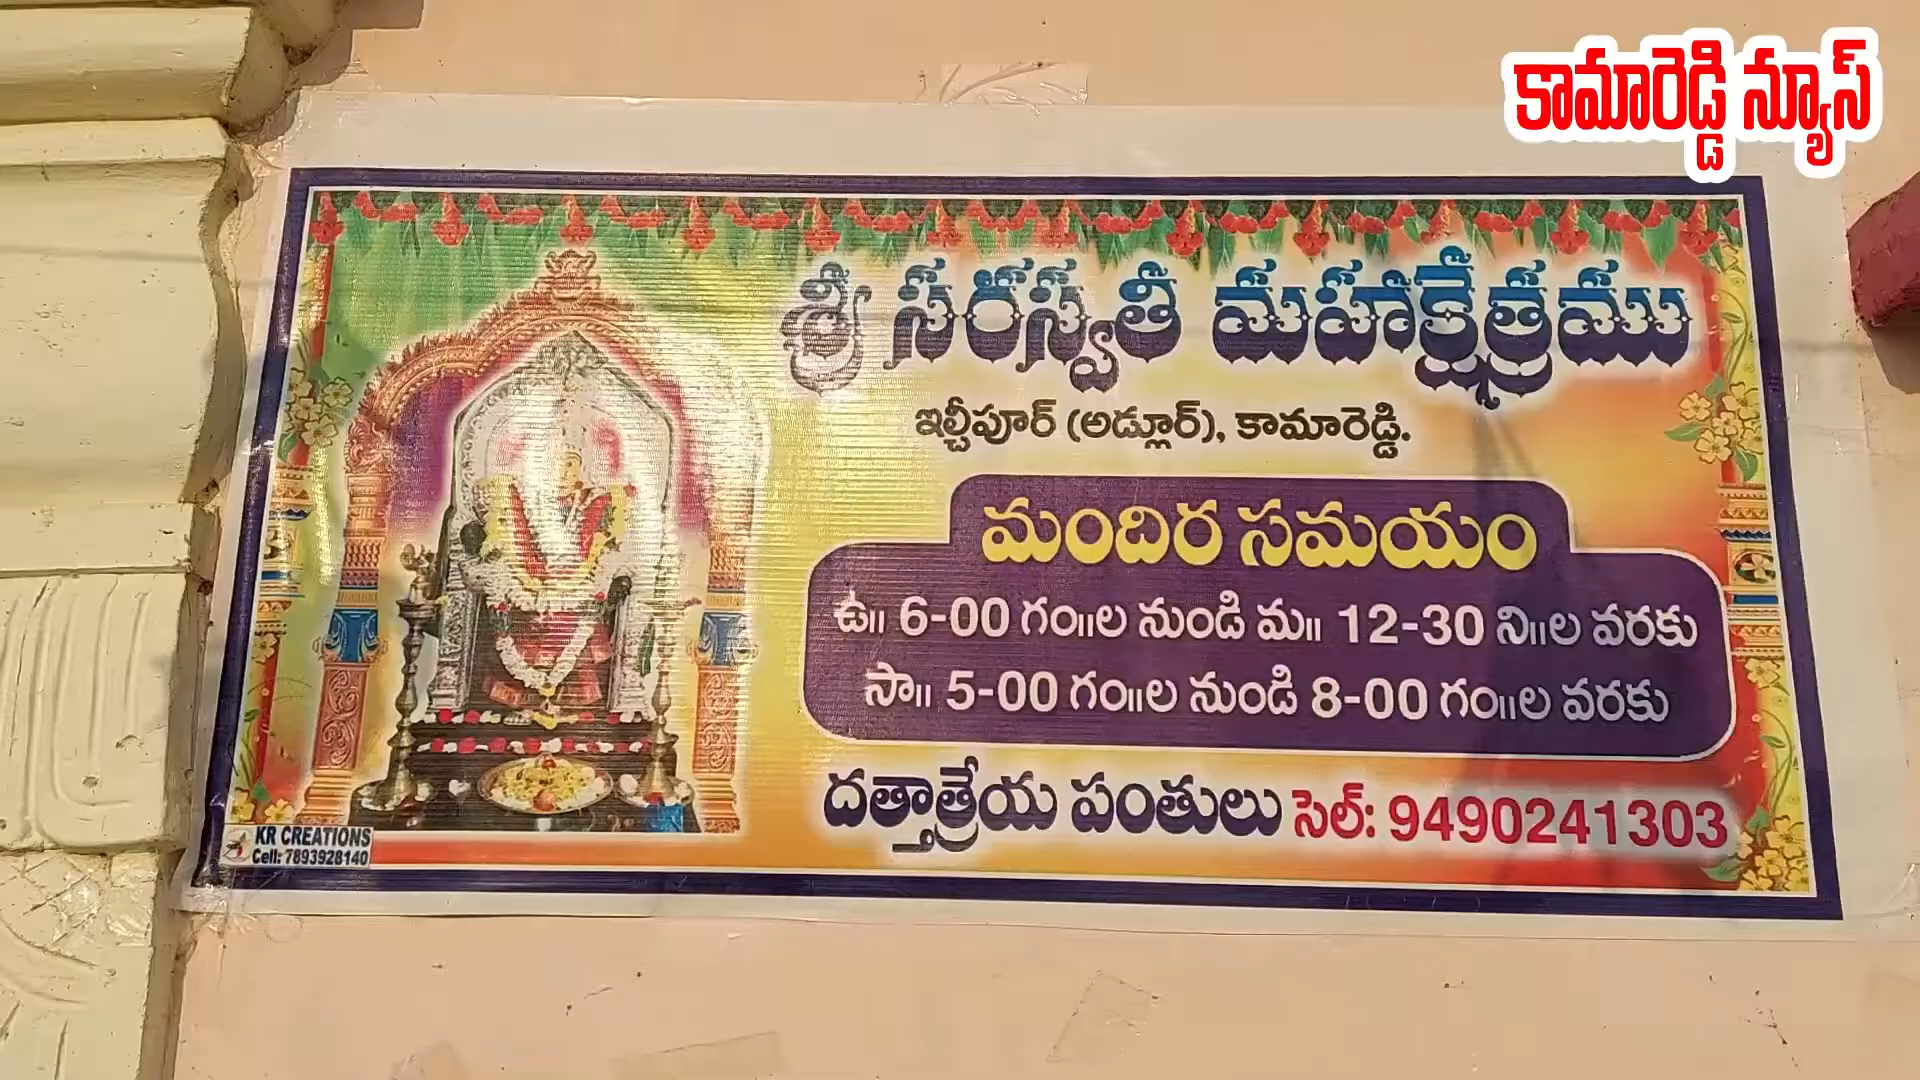 కామారెడ్డి న్యూస్
శ్రీ సరస్వతీ మహాక్షేత్రము
ఇల్చీపూర్ (అడ్లూర్), కామారెడ్డి.
మందిర సమయం
ఉ॥ 6-00 గం॥ల నుండి మ॥ 12-30 ని॥ల వరకు
సా॥ 5-00 గం॥ల నుండి 8-00 గం॥ల వరకు
దత్తాత్రేయ పంతులు సెల్: 9490241303
KR CREATIONS
Cell: 7893928140